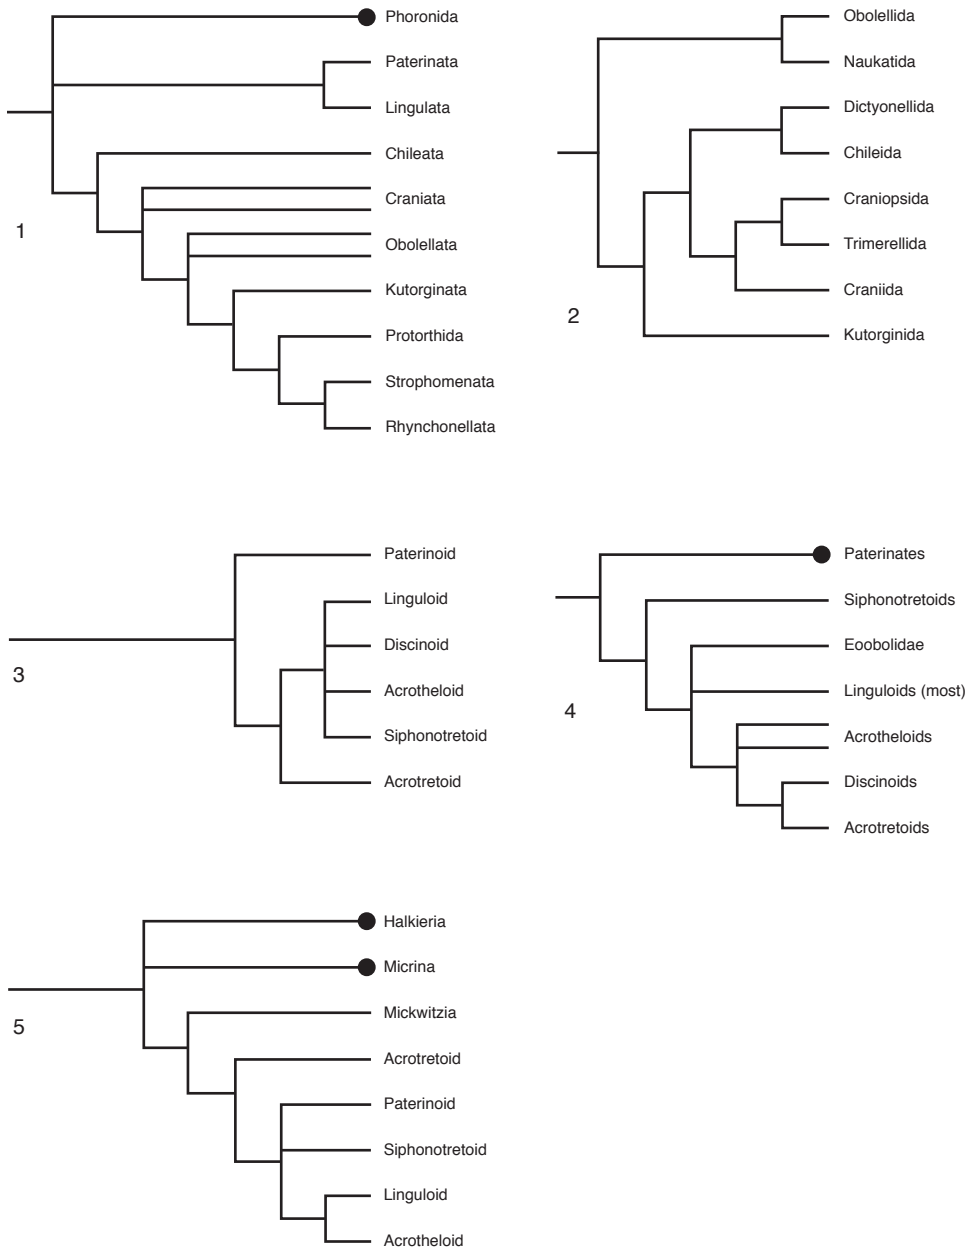 Phoronida
Paterinata
Lingulata
Chileata
Craniata
1
Obolellata
Kutorginata
Protorthida
Strophomenata
Rhynchonellata
Obolellida
Naukatida
Dictyonellida
Chileida
Craniopsida
Trimerellida
Craniida
2
Kutorginida
Paterinoid
Linguloid
Discinoid
3
Acrotheloid
Siphonotretoid
Acrotretoid
Paterinates
Siphonotretoids
Eoobolidae
Linguloids (most)
4
Acrotheloids
Discinoids
Acrotretoids
Halkieria
Micrina
Mickwitzia
5
Acrotretoid
Paterinoid
Siphonotretoid
Linguloid
Acrotheloid